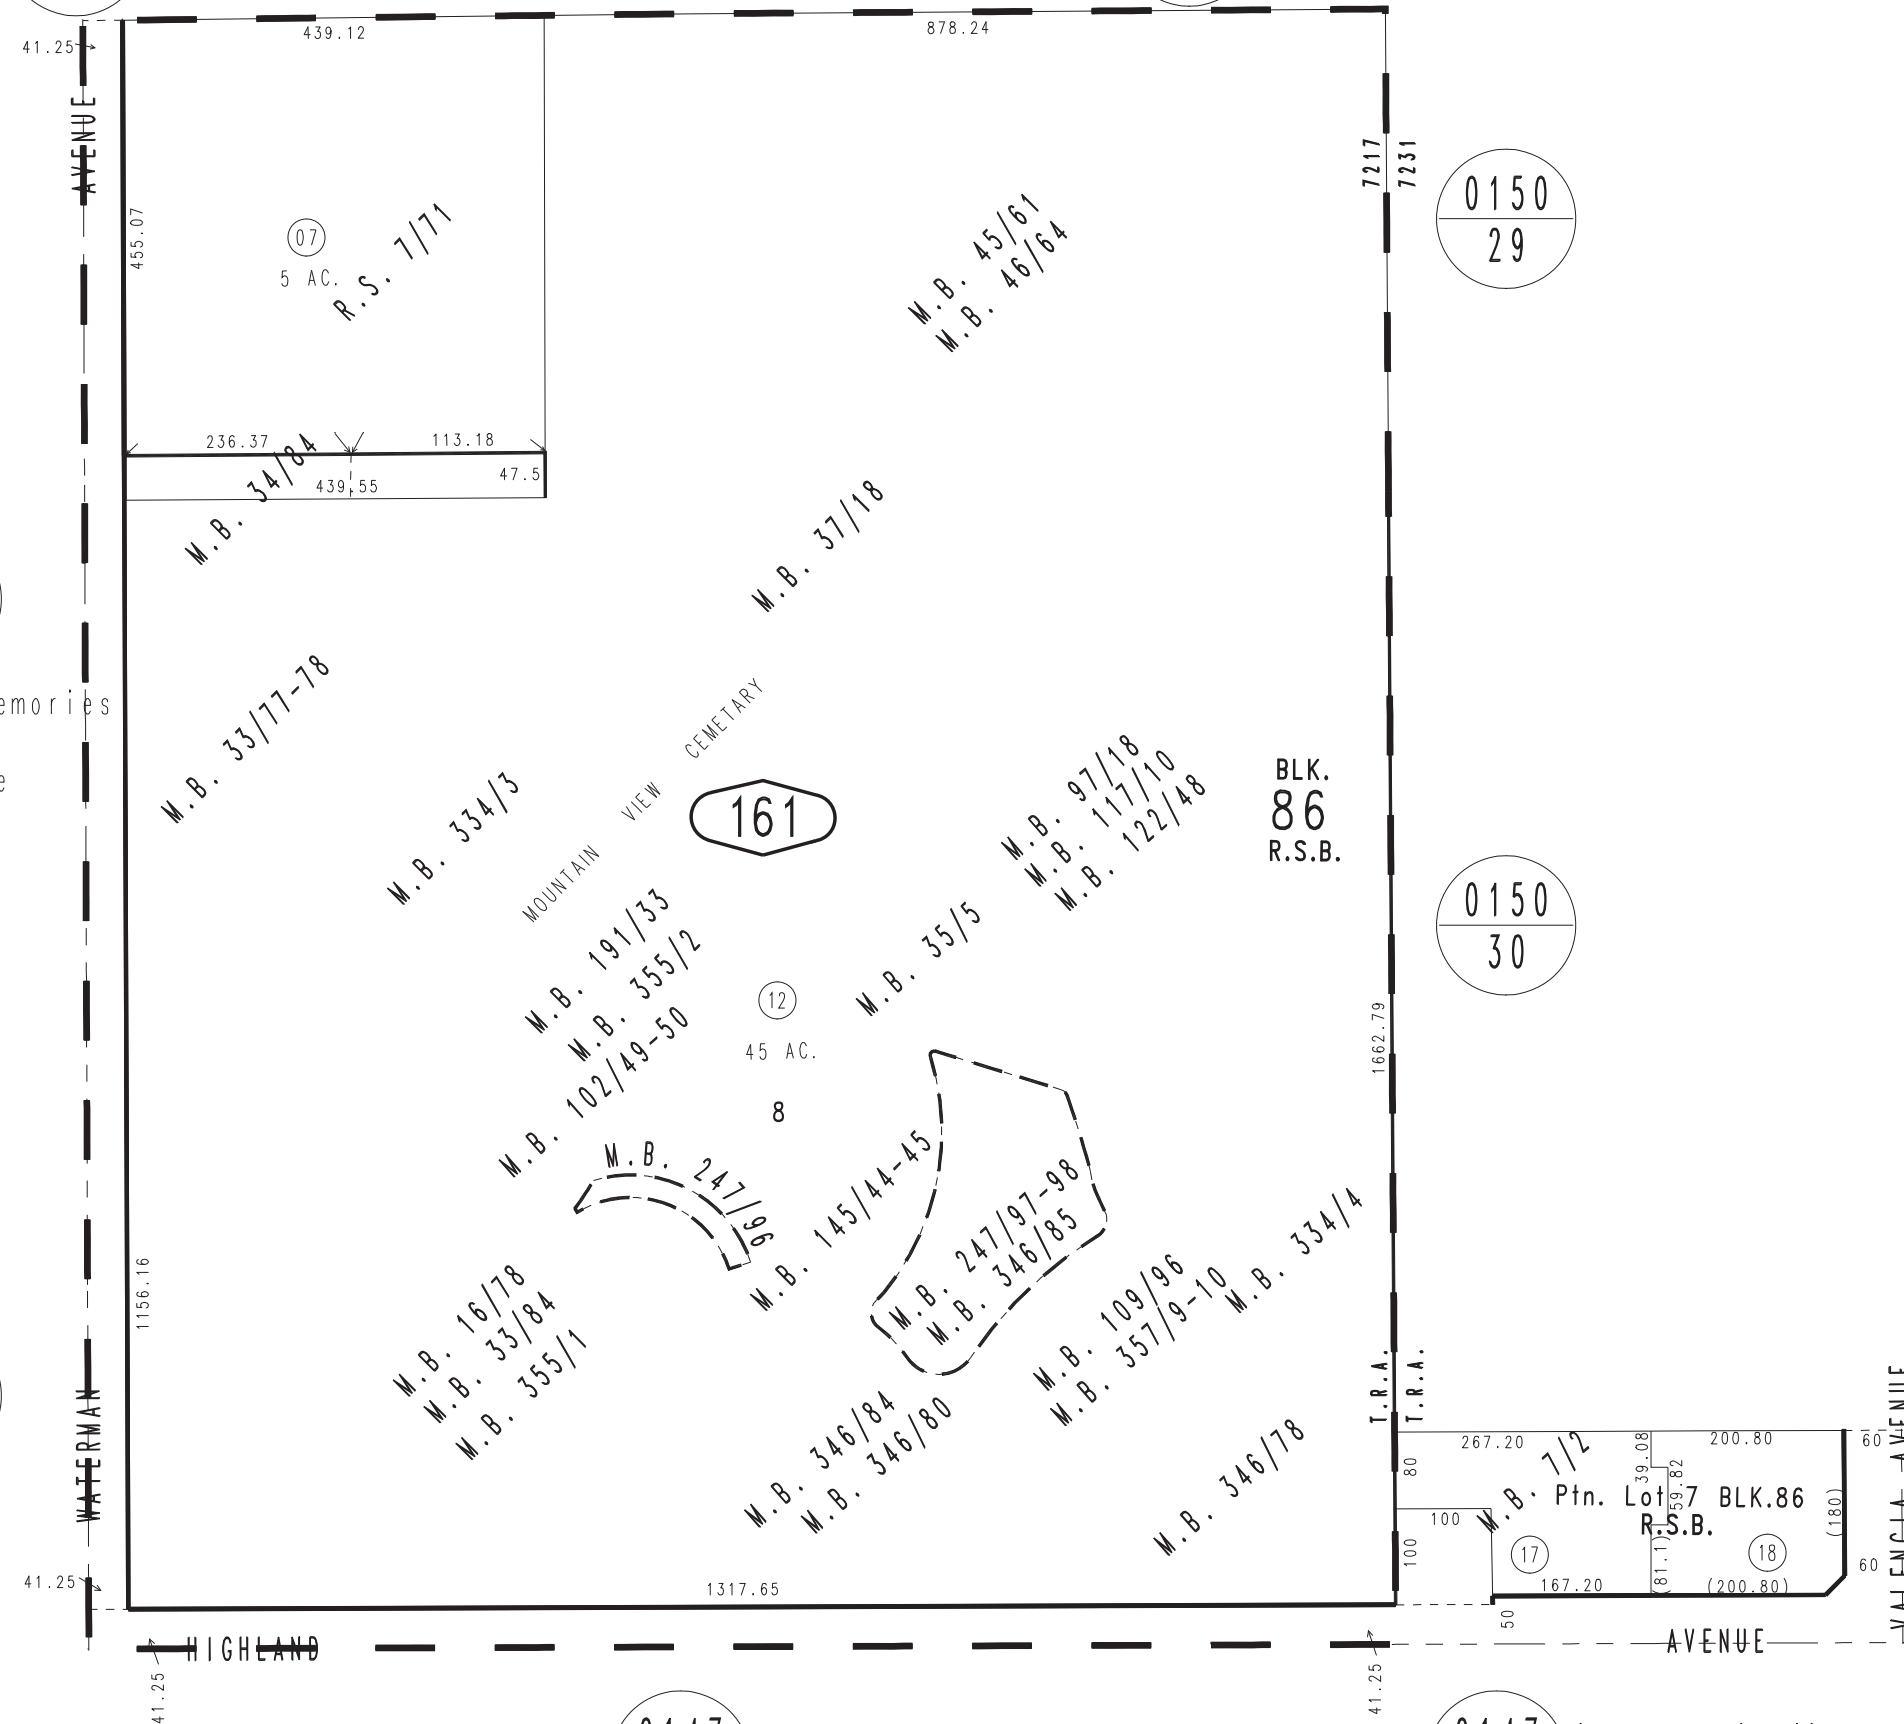 439.12
878.24
41.25
AVENUE
7217
7231
0150
29
455.07
07
5 AC.
R.S. 7/71
M.B. 45/61
M.B. 46/64
236.37
113.18
47.5
439.55
M.B. 34/84
M.B. 37/18
M.B. 33/77-78
emories
M.B. 334/3
MOUNTAIN VIEW CEMETARY
161
M.B. 97/18
M.B. 117/10
M.B. 122/48
BLK.
86
R.S.B.
0150
30
M.B. 191/33
M.B. 355/2
M.B. 102/49-50
M.B. 35/5
12
45 AC.
8
1662.79
M.B. 247/96
M.B. 145/44-45
M.B. 247/97-98
M.B. 346/85
M.B. 334/4
M.B. 109/96
M.B. 357/9-10
1156.16
M.B. 16/78
M.B. 33/84
M.B. 355/1
M.B. 346/84
M.B. 346/80
M.B. 346/78
T.R.A.
T.R.A.
WATERMAN
267.20
200.80
60
80
39.08
59.82
M.B. 7/2
Ptn. Lot 7 BLK.86
R.S.B.
(180)
100
100
17
18
(81.1)
60
167.20
(200.80)
VALENCIA AVENUE
41.25
1317.65
50
HIGHLAND
AVENUE
41.25
41.25